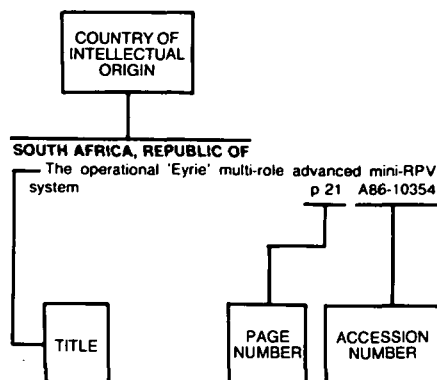 COUNTRY OF
INTELLECTUAL
ORIGIN
SOUTH AFRICA, REPUBLIC OF
The operational 'Eyrie' multi-role advanced mini-RPV
system p 21 A86-10354
TITLE
PAGE
NUMBER
ACCESSION
NUMBER